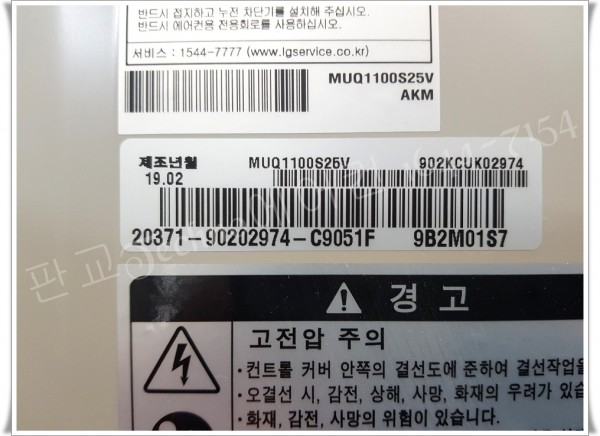 반드시 접지하고 누전 차단기를 설치해 주십시오.
반드시 에어컨용 전용회로를 사용하십시오.
서비스 : 1544-7777 (www.lgservice.co.kr)
MUQ1100S25V
AKM
제조년월 MUQ1100S25V 902KCUK02974
19.02
20371-90202974-C9051F 9B2M01S7
경 고
고전압 주의
· 컨트롤 커버 안쪽의 결선도에 준하여 결선작업을
· 오결선 시, 감전, 상해, 사망, 화재의 우려가 있습
· 화재, 감전, 사망의 위험이 있습니다.
판교
7154